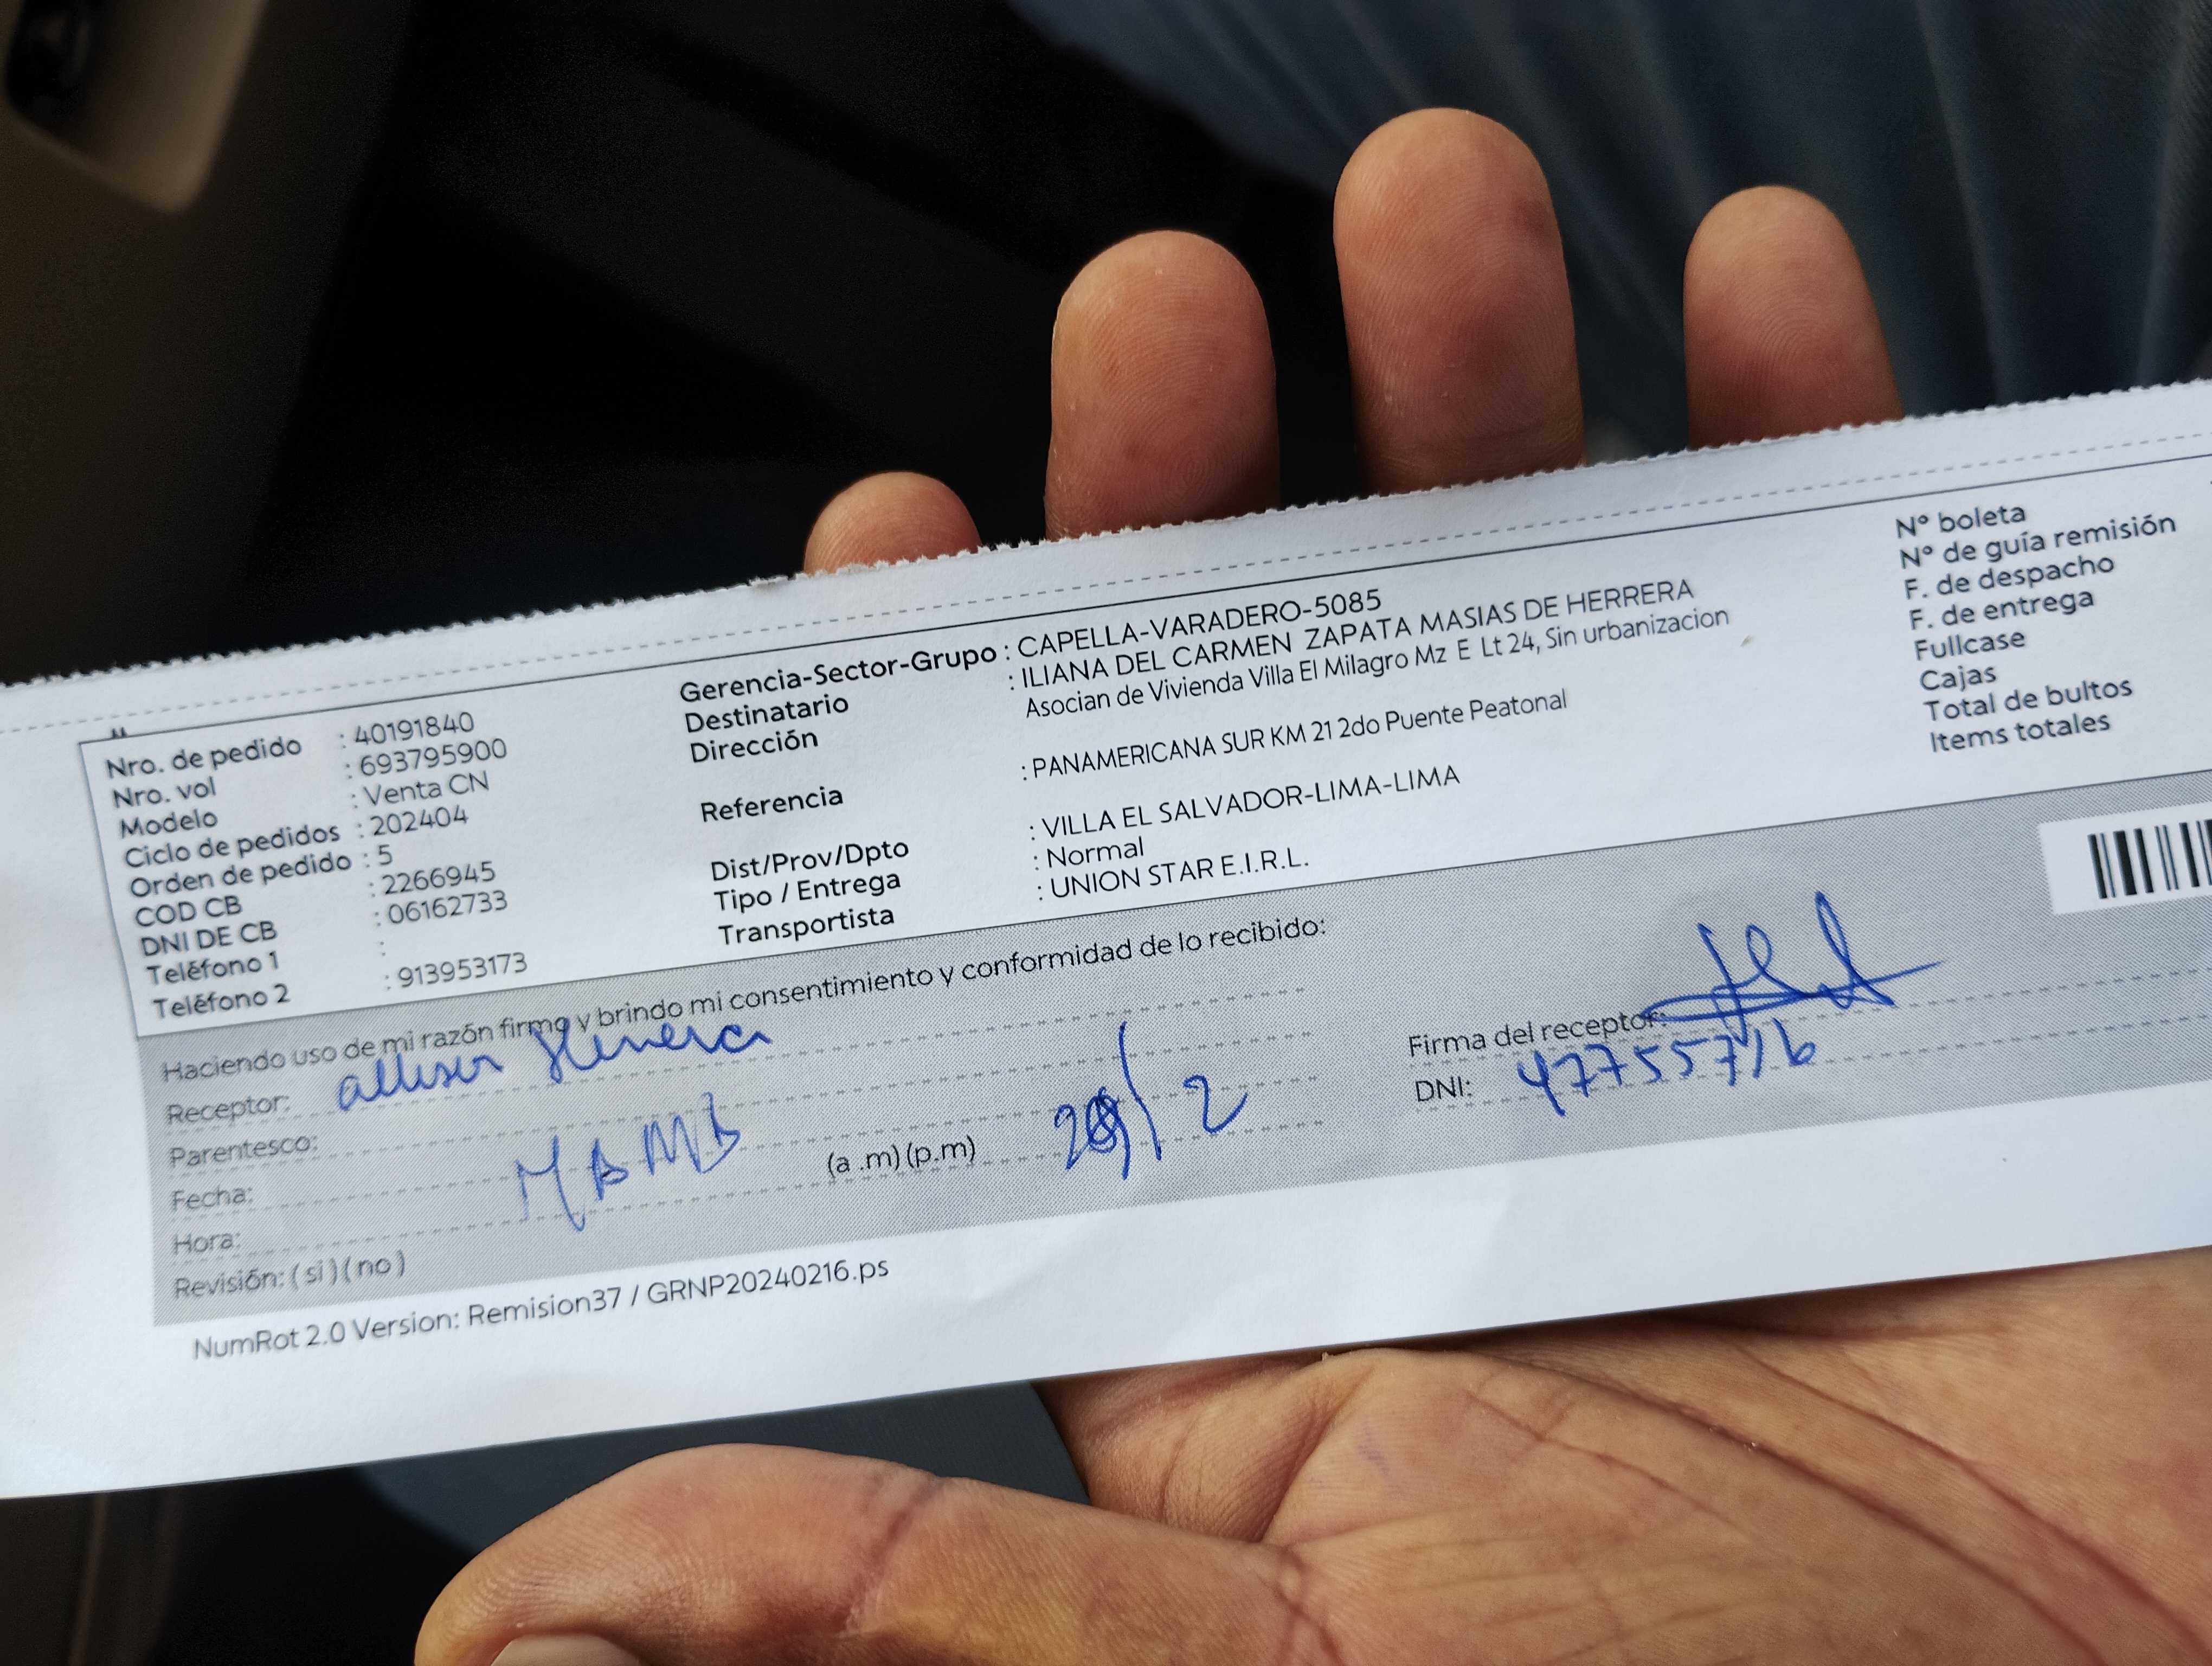 Nro. de pedido : 40191840
Nro. vol : 693795900
Modelo : Venta CN
Ciclo de pedidos : 202404
Orden de pedido : 5
COD CB : 2266945
DNI DE CB : 06162733
Teléfono 1 :
Teléfono 2 : 913953173
Gerencia-Sector-Grupo : CAPELLA-VARADERO-5085
Destinatario : ILIANA DEL CARMEN ZAPATA MASIAS DE HERRERA
Dirección Asocian de Vivienda Villa El Milagro Mz E Lt 24, Sin urbanizacion
Referencia : PANAMERICANA SUR KM 21 2do Puente Peatonal
Dist/Prov/Dpto : VILLA EL SALVADOR-LIMA-LIMA
Tipo / Entrega : Normal
Transportista : UNION STAR E.I.R.L.
N° boleta
N° de guía remisión
F. de despacho
F. de entrega
Fullcase
Cajas
Total de bultos
Items totales
Haciendo uso de mi razón firmo y brindo mi consentimiento y conformidad de lo recibido:
Receptor: Herrera
Parentesco:
Fecha: MAMA
Hora: (a .m) (p.m) /2
Revisión: ( si ) ( no )
Firma del receptor:
DNI: 47755716
NumRot 2.0 Version: Remision37 / GRNP20240216.ps